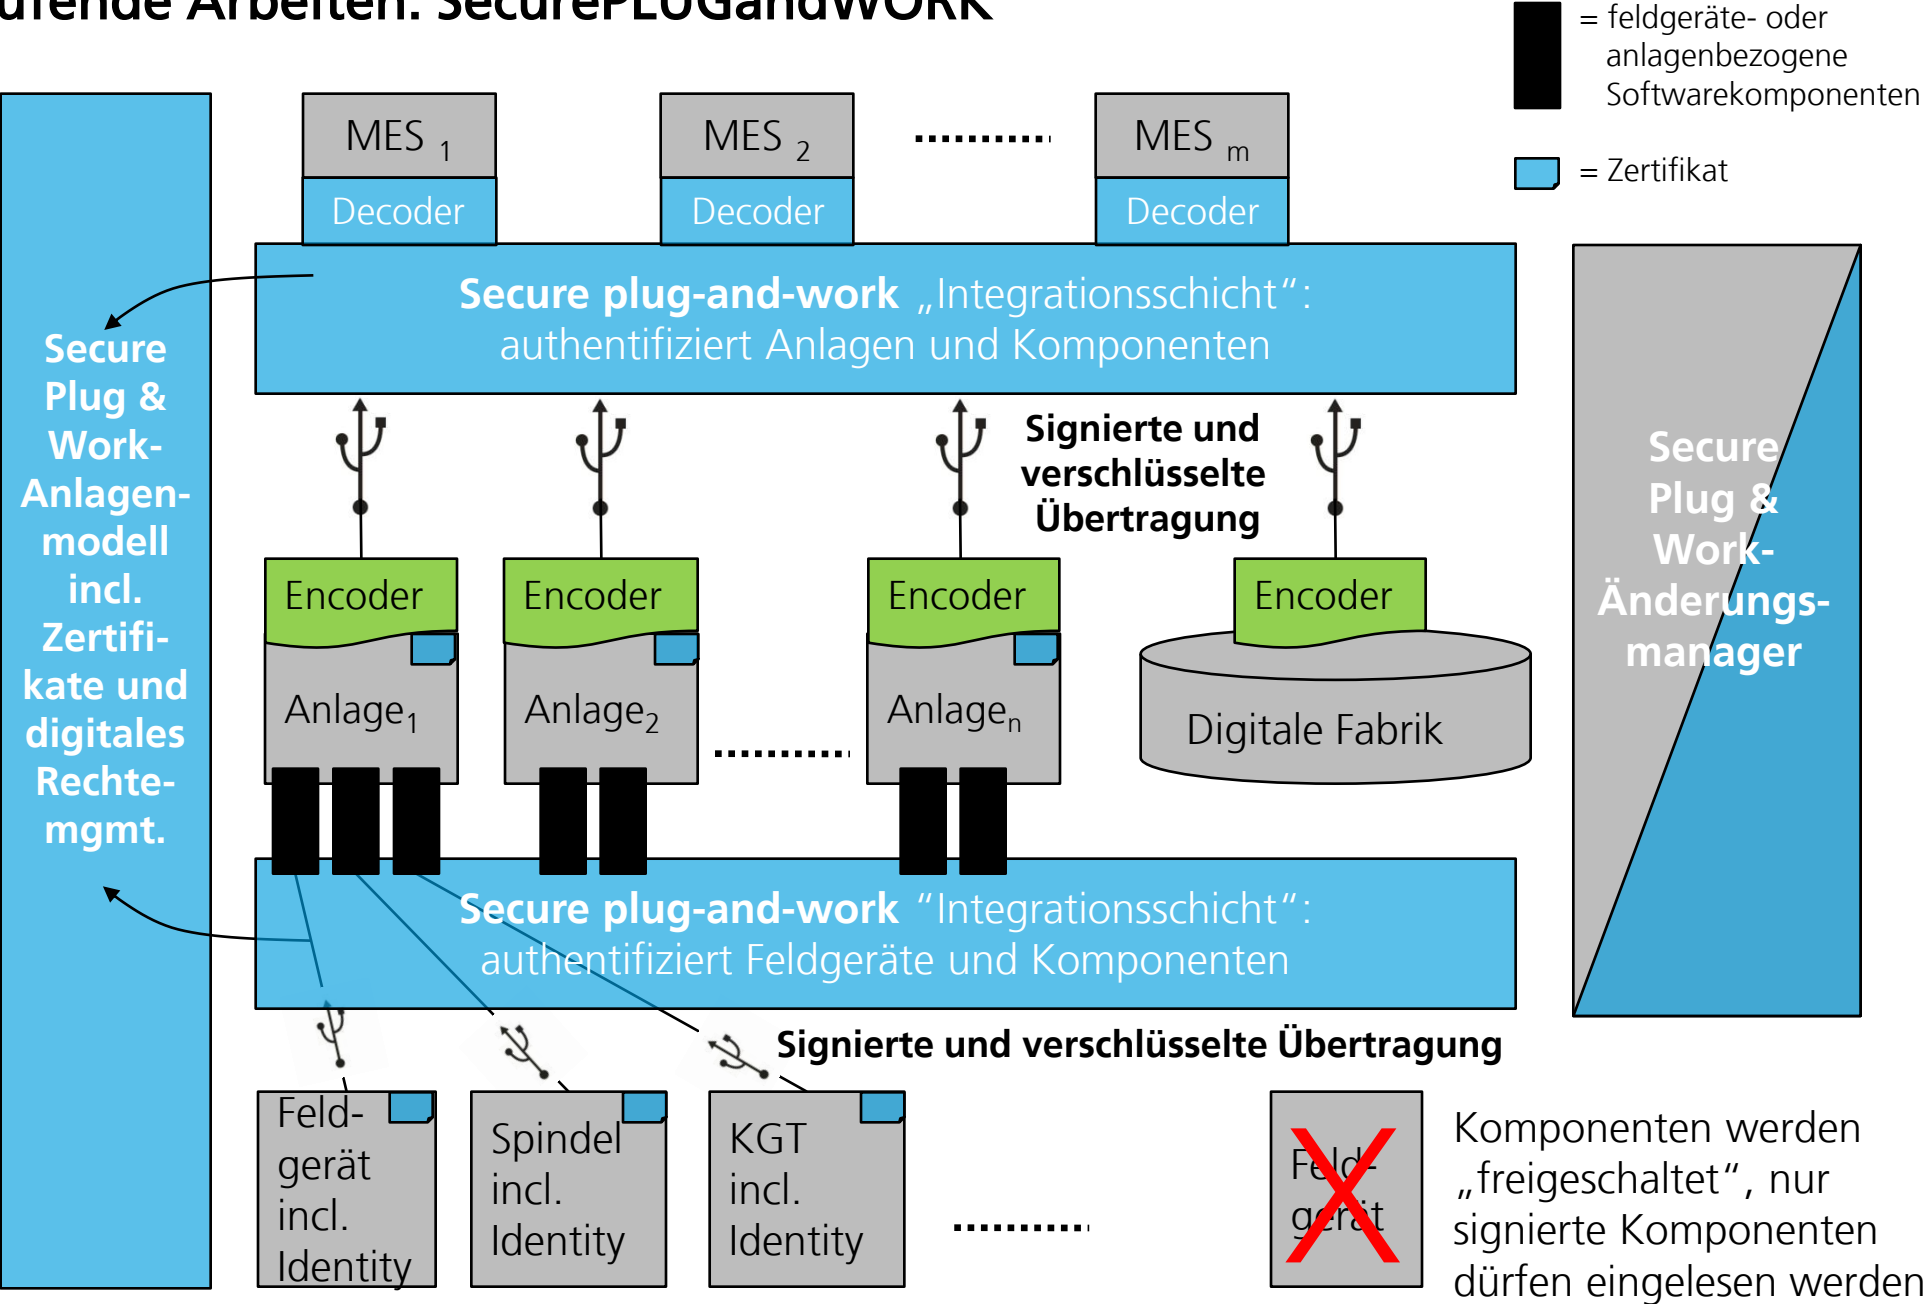 Arbeiten: SecurePLUGandWORK
= feldgeräte- oder
anlagenbezogene
Softwarekomponenten
= Zertifikat
MES 1
MES 2
MES m
Decoder
Decoder
Decoder
Secure plug-and-work „Integrationsschicht“:
authentifiziert Anlagen und Komponenten
Secure
Plug &
Work-
Anlagen-
modell
incl.
Zertifi-
kate und
digitales
Rechte-
mgmt.
Signierte und
verschlüsselte
Übertragung
Secure
Plug &
Work-
Änderungs-
manager
Encoder
Encoder
Encoder
Encoder
Anlage1
Anlage2
Anlagen
Digitale Fabrik
Secure plug-and-work “Integrationsschicht“:
authentifiziert Feldgeräte und Komponenten
Signierte und verschlüsselte Übertragung
Feld-
gerät
incl.
Identity
Spindel
incl.
Identity
KGT
incl.
Identity
Feld-
gerät
Komponenten werden
„freigeschaltet“, nur
signierte Komponenten
dürfen eingelesen werden